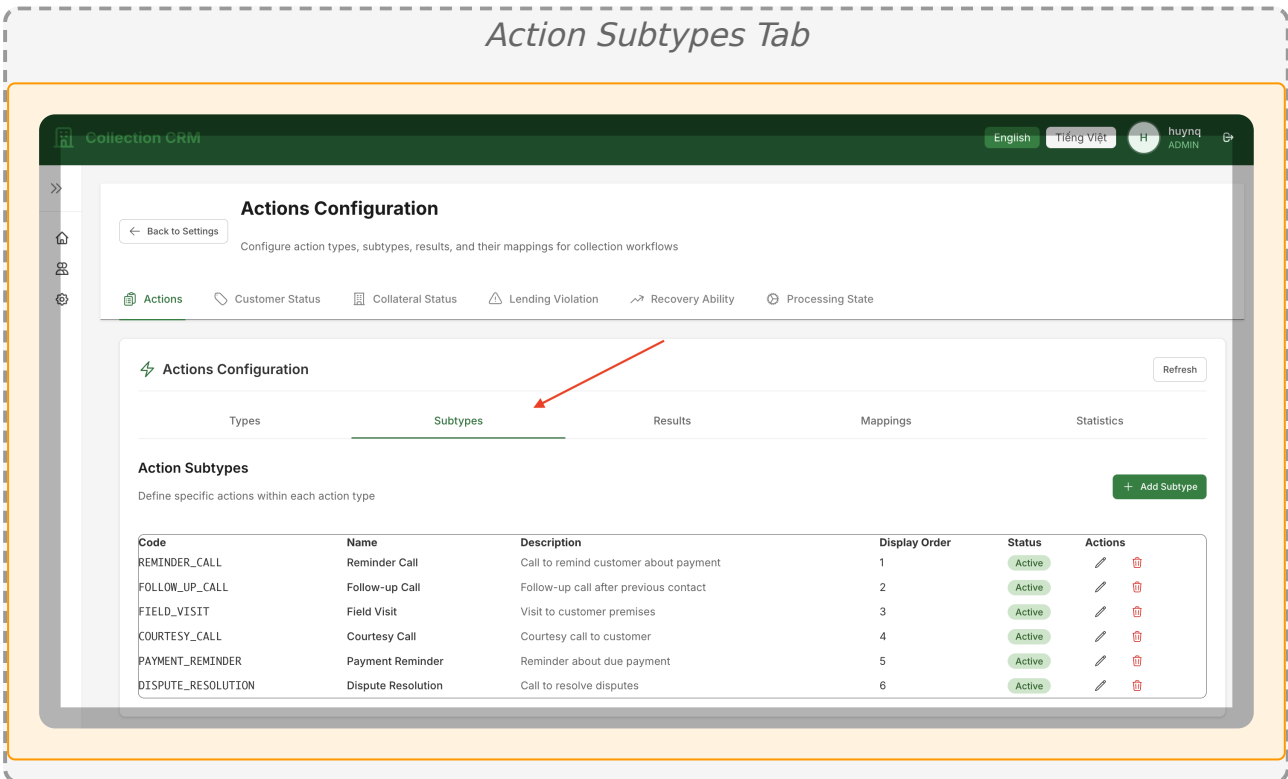 Action Subtypes Tab
Collection CRM
English
Tiếng Việt
H
huynq
ADMIN
Actions Configuration
Back to Settings
Configure action types, subtypes, results, and their mappings for collection workflows
Actions
Customer Status
Collateral Status
Lending Violation
Recovery Ability
Processing State
Actions Configuration
Refresh
Types
Subtypes
Results
Mappings
Statistics
Action Subtypes
Define specific actions within each action type
+ Add Subtype
Code Name Description Display Order Status Actions
REMINDER_CALL Reminder Call Call to remind customer about payment 1 Active
FOLLOW_UP_CALL Follow-up Call Follow-up call after previous contact 2 Active
FIELD_VISIT Field Visit Visit to customer premises 3 Active
COURTESY_CALL Courtesy Call Courtesy call to customer 4 Active
PAYMENT_REMINDER Payment Reminder Reminder about due payment 5 Active
DISPUTE_RESOLUTION Dispute Resolution Call to resolve disputes 6 Active